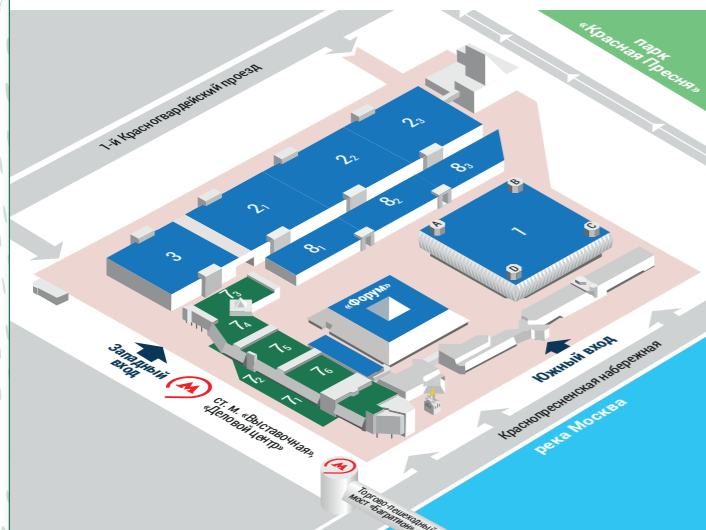 парк
«Красная Пресня»
1-й Красногвардейский проезд
2₃
2₂
2₁
3
8₃
8₂
8₁
B
A
C
D
1
«Форум»
7₃
7₄
7₅
7₆
7₂
7₁
Западный
вход
ст. м. «Выставочная»,
«Деловой центр»
Южный вход
Краснопресненская набережная
река Москва
Торгово-пешеходный
мост «Багратион»